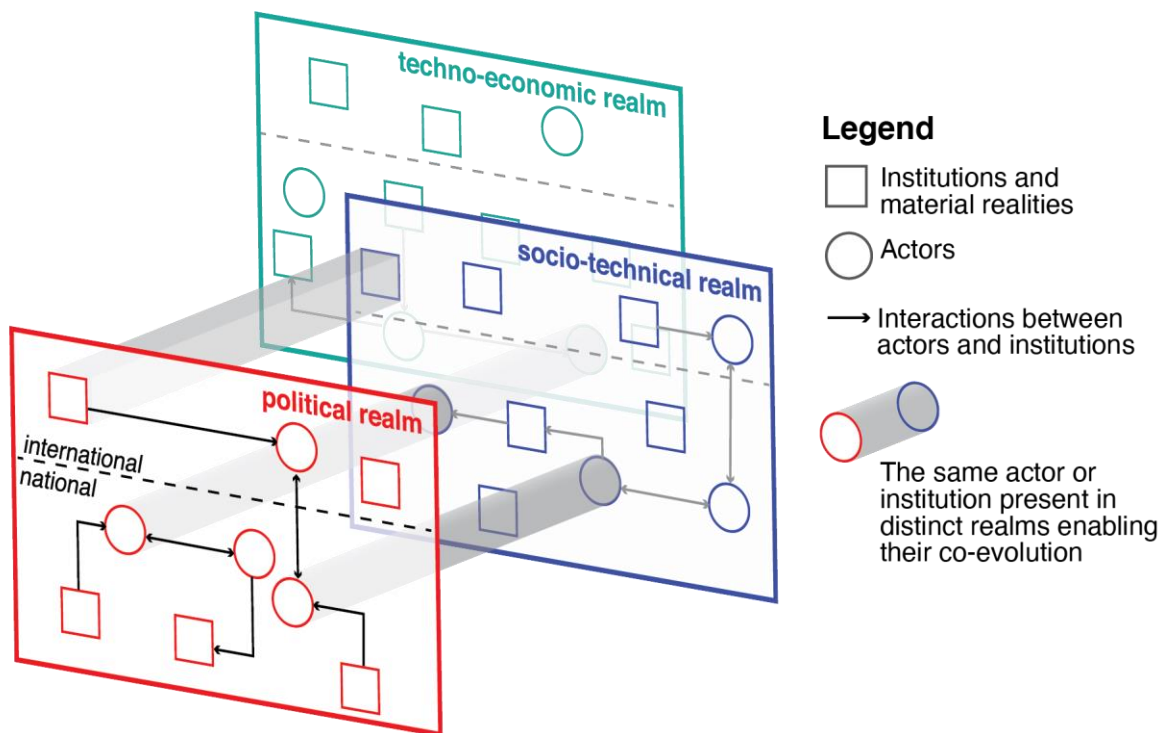 techno-economic realm
socio-technical realm
political realm
international
national
Legend
Institutions and
material realities
Actors
Interactions between
actors and institutions
The same actor or
institution present in
distinct realms enabling
their co-evolution